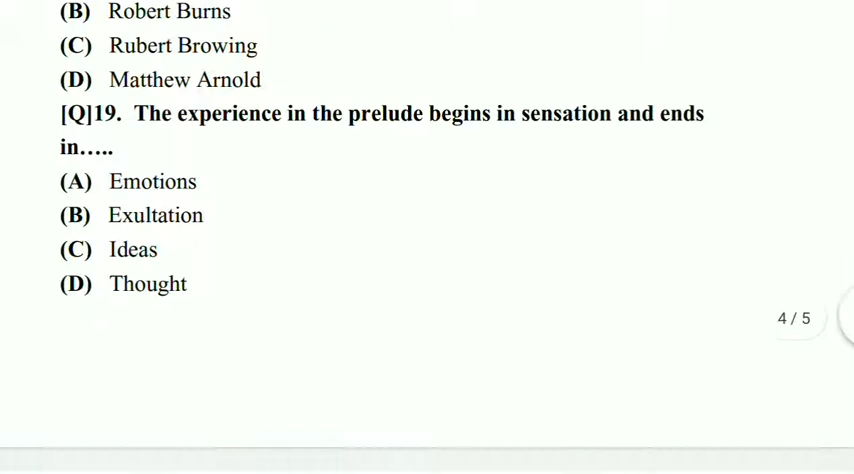 (B) Robert Burns
(C) Rubert Browing
(D) Matthew Arnold
[Q]19. The experience in the prelude begins in sensation and ends
in…..
(A) Emotions
(B) Exultation
(C) Ideas
(D) Thought
4 / 5